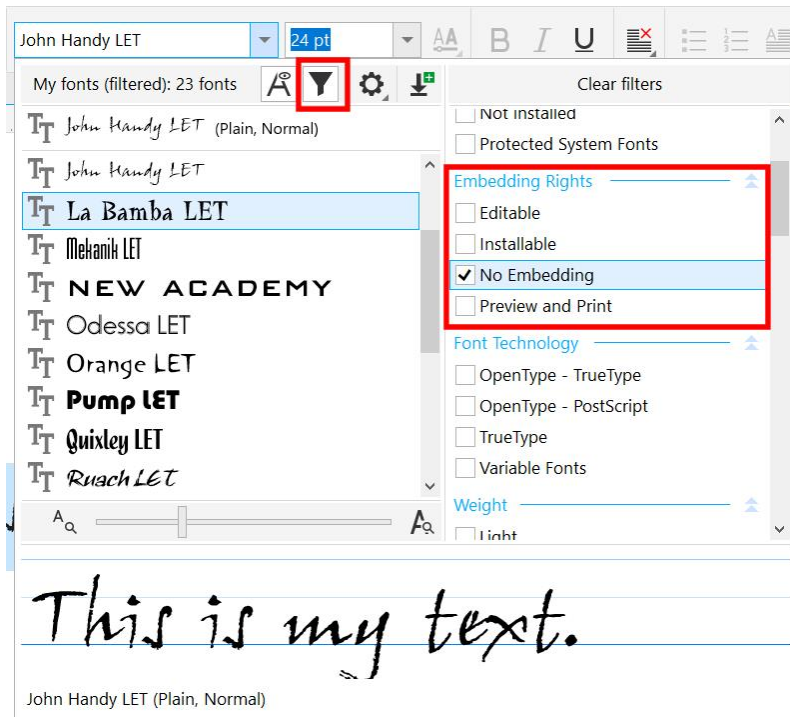 John Handy LET 24 pt AA B I U
My fonts (filtered): 23 fonts
Clear filters
John Handy LET (Plain, Normal)
John Handy LET
La Bamba LET
Mekanik LET
NEW ACADEMY
Odessa LET
Orange LET
Pump LET
Quixley LET
Ruach LET
Not installed
Protected System Fonts
Embedding Rights
Editable
Installable
No Embedding
Preview and Print
Font Technology
OpenType - TrueType
OpenType - PostScript
TrueType
Variable Fonts
Weight
Light
This is my text.
John Handy LET (Plain, Normal)